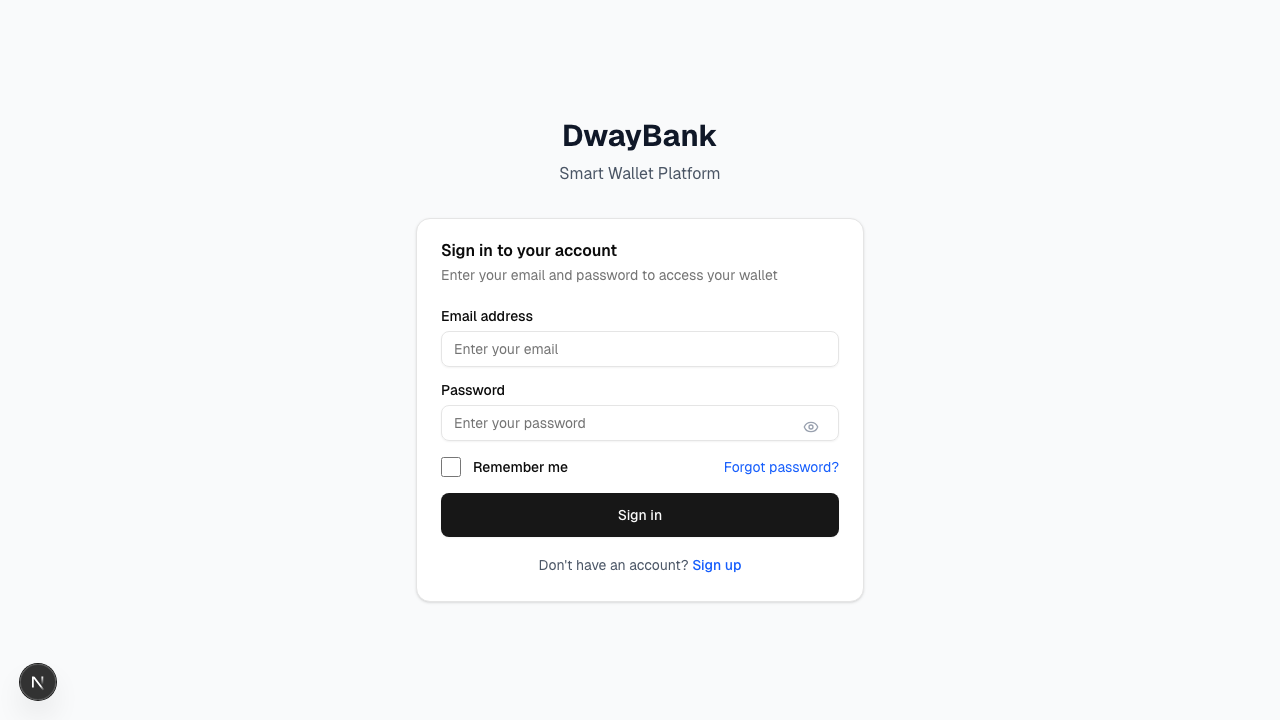 DwayBank
Smart Wallet Platform
Sign in to your account
Enter your email and password to access your wallet
Email address
Enter your email
Password
Enter your password
Remember me
Forgot password?
Sign in
Don't have an account? Sign up
N